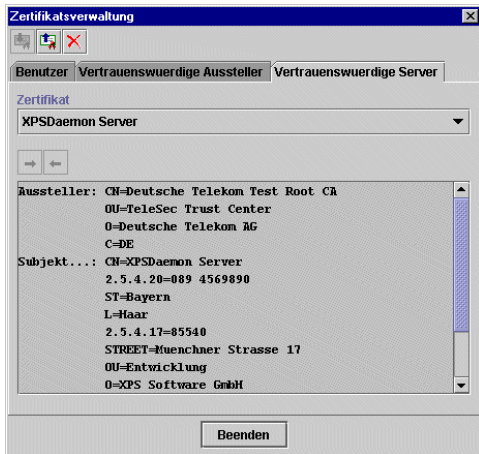 Zertifikatsverwaltung
Benutzer Vertrauenswuerdige Aussteller Vertrauenswuerdige Server
Zertifikat
XPSDaemon Server
Aussteller: CN=Deutsche Telekom Test Root CA
OU=TeleSec Trust Center
O=Deutsche Telekom AG
C=DE
Subjekt...: CN=XPSDaemon Server
2.5.4.20=089 4569890
ST=Bayern
L=Haar
2.5.4.17=85540
STREET=Muenchner Strasse 17
OU=Entwicklung
O=XPS Software GmbH
Beenden